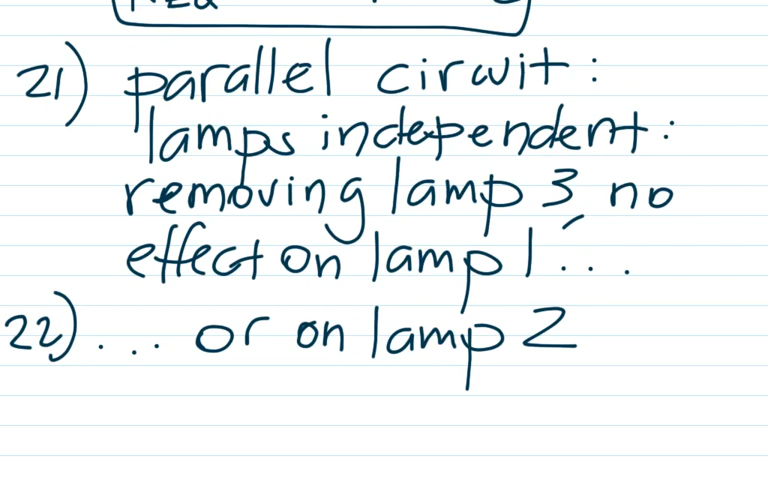 21) parallel circuit:
lamps independent:
removing lamp 3, no
effect on lamp 1...
22) ... or on lamp 2